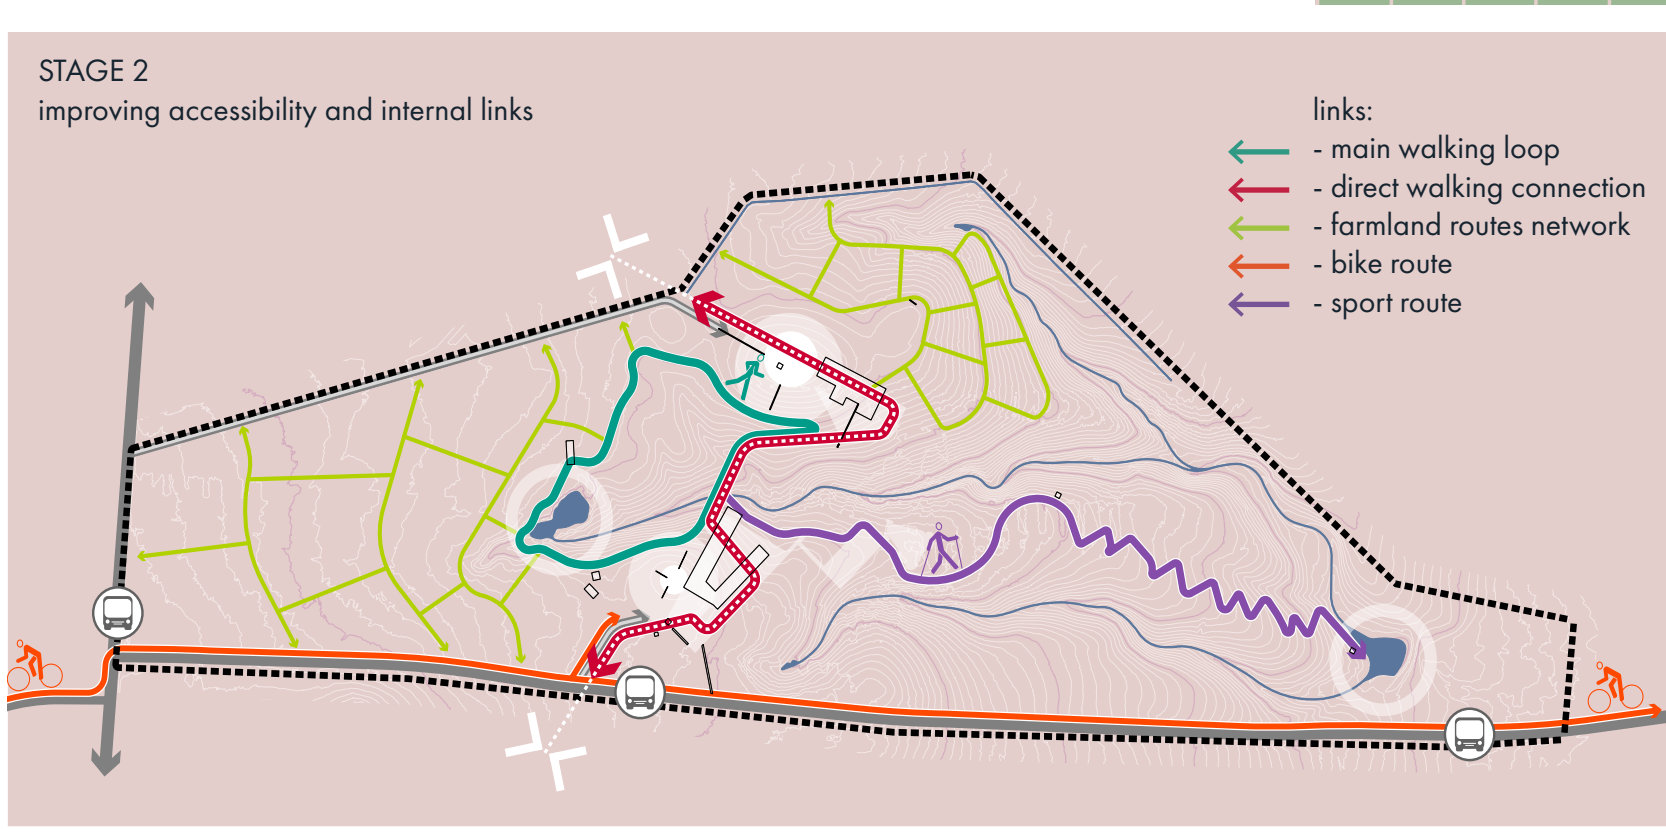 STAGE 2
improving accessibility and internal links
links:
- main walking loop
- direct walking connection
- farmland routes network
- bike route
- sport route